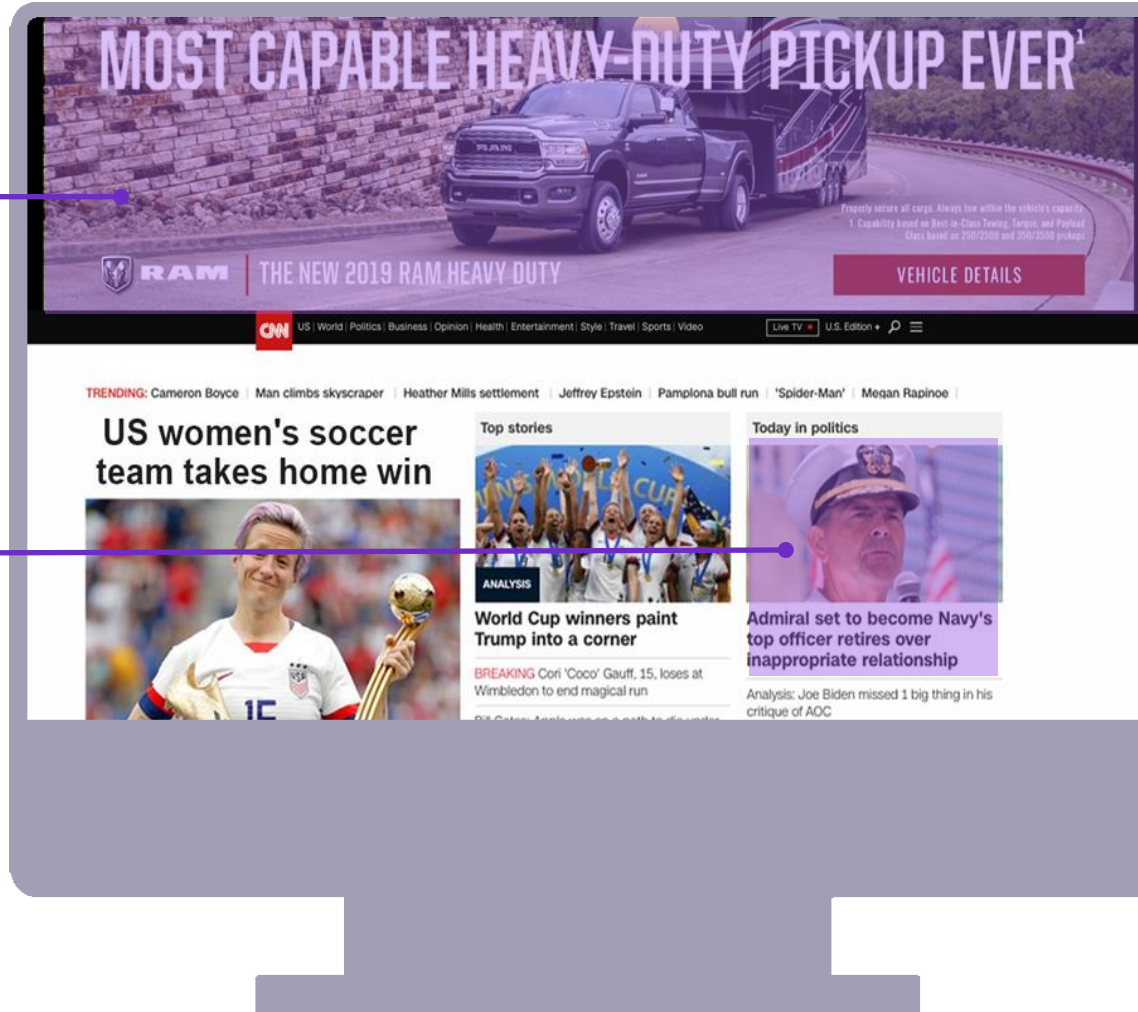 MOST CAPABLE HEAVY-DUTY PICKUP EVER¹
RAM
Properly secure all cargo. Always tow within the vehicle's capacity.
1. Capability based on Best-in-Class Towing, Torque, and Payload
Class based on 250/2500 and 350/3500 pickups
RAM | THE NEW 2019 RAM HEAVY DUTY
VEHICLE DETAILS
CNN US | World | Politics | Business | Opinion | Health | Entertainment | Style | Travel | Sports | Video Live TV U.S. Edition +
TRENDING: Cameron Boyce | Man climbs skyscraper | Heather Mills settlement | Jeffrey Epstein | Pamplona bull run | 'Spider-Man' | Megan Rapinoe |
US women's soccer
team takes home win
15
Top stories
CUP
ANALYSIS
World Cup winners paint
Trump into a corner
BREAKING Cori 'Coco' Gauff, 15, loses at
Wimbledon to end magical run
Today in politics
Admiral set to become Navy's
top officer retires over
inappropriate relationship
Analysis: Joe Biden missed 1 big thing in his
critique of AOC